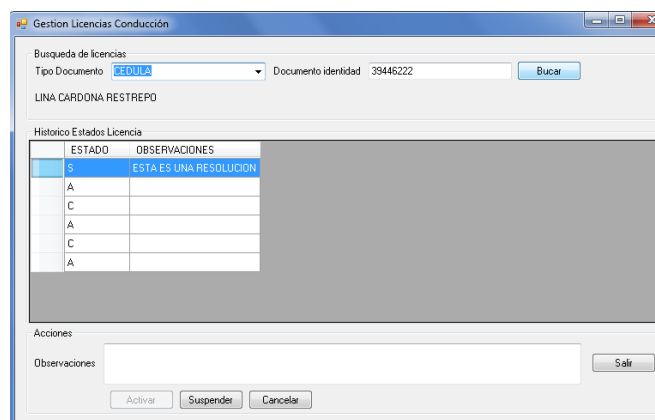 Gestion Licencias Conducción
Busqueda de licencias
Tipo Documento CEDULA Documento identidad 39446222 Bucar
LINA CARDONA RESTREPO
Historico Estados Licencia
ESTADO OBSERVACIONES
S ESTA ES UNA RESOLUCION
A
C
A
C
A
Acciones
Observaciones Salir
Activar Suspender Cancelar